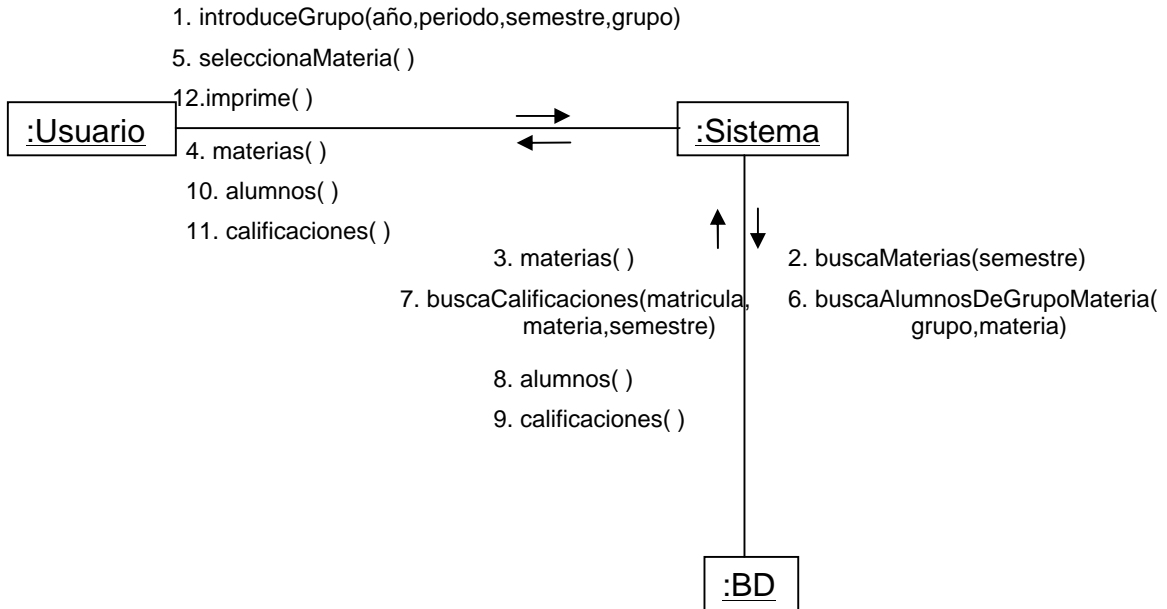 1. introduceGrupo(año,periodo,semestre,grupo)
5. seleccionaMateria( )
12.imprime( )
:Usuario
:Sistema
4. materias( )
10. alumnos( )
11. calificaciones( )
3. materias( )
2. buscaMaterias(semestre)
7. buscaCalificaciones(matricula,
materia,semestre)
6. buscaAlumnosDeGrupoMateria(
grupo,materia)
8. alumnos( )
9. calificaciones( )
:BD